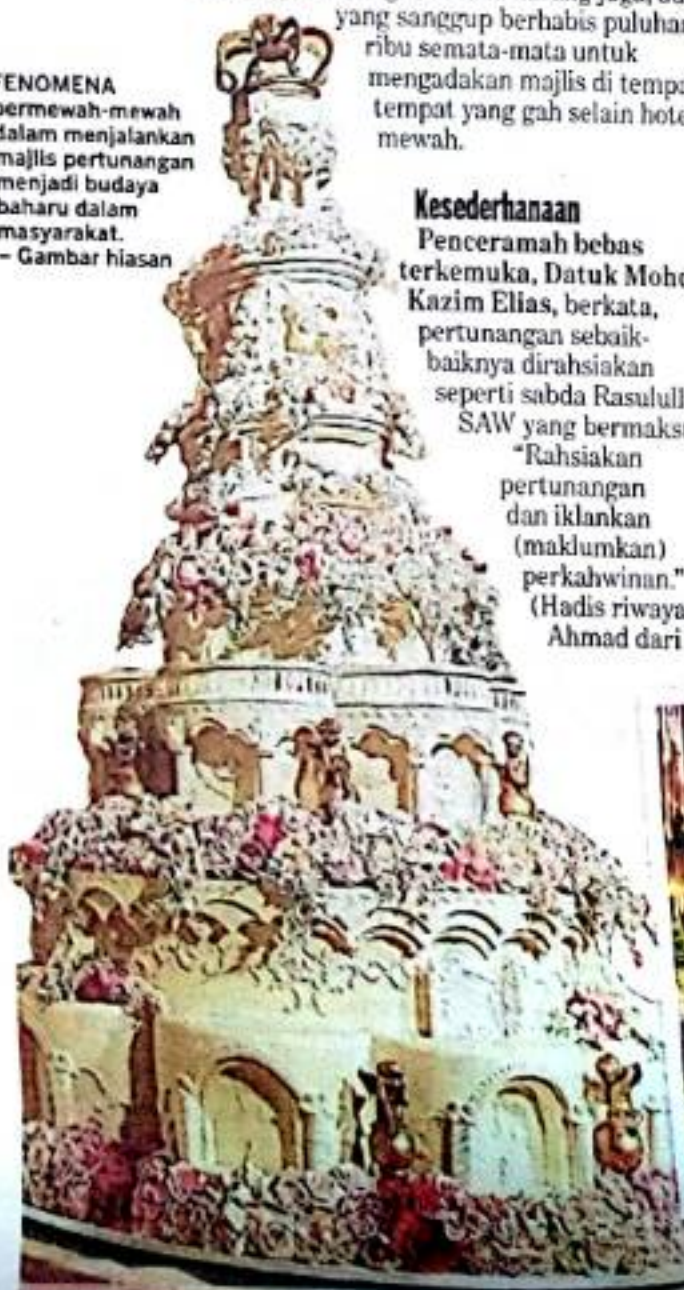 FENOMENA
bermewah-mewah
dalam menjalankan
majlis pertunangan
menjadi budaya
baharu dalam
masyarakat.
– Gambar hiasan
yang sanggup berhabis puluhan
ribu semata-mata untuk
mengadakan majlis di tempat
tempat yang gah selain hotel
mewah.
Kesederhanaan
Penceramah bebas
terkemuka, Datuk Mohd
Kazim Elias, berkata,
pertunangan sebaik-
baiknya dirahsiakan
seperti sabda Rasulull
SAW yang bermaksu
"Rahsiakan
pertunangan
dan iklankan
(maklumkan)
perkahwinan."
(Hadis riwaya
Ahmad dari